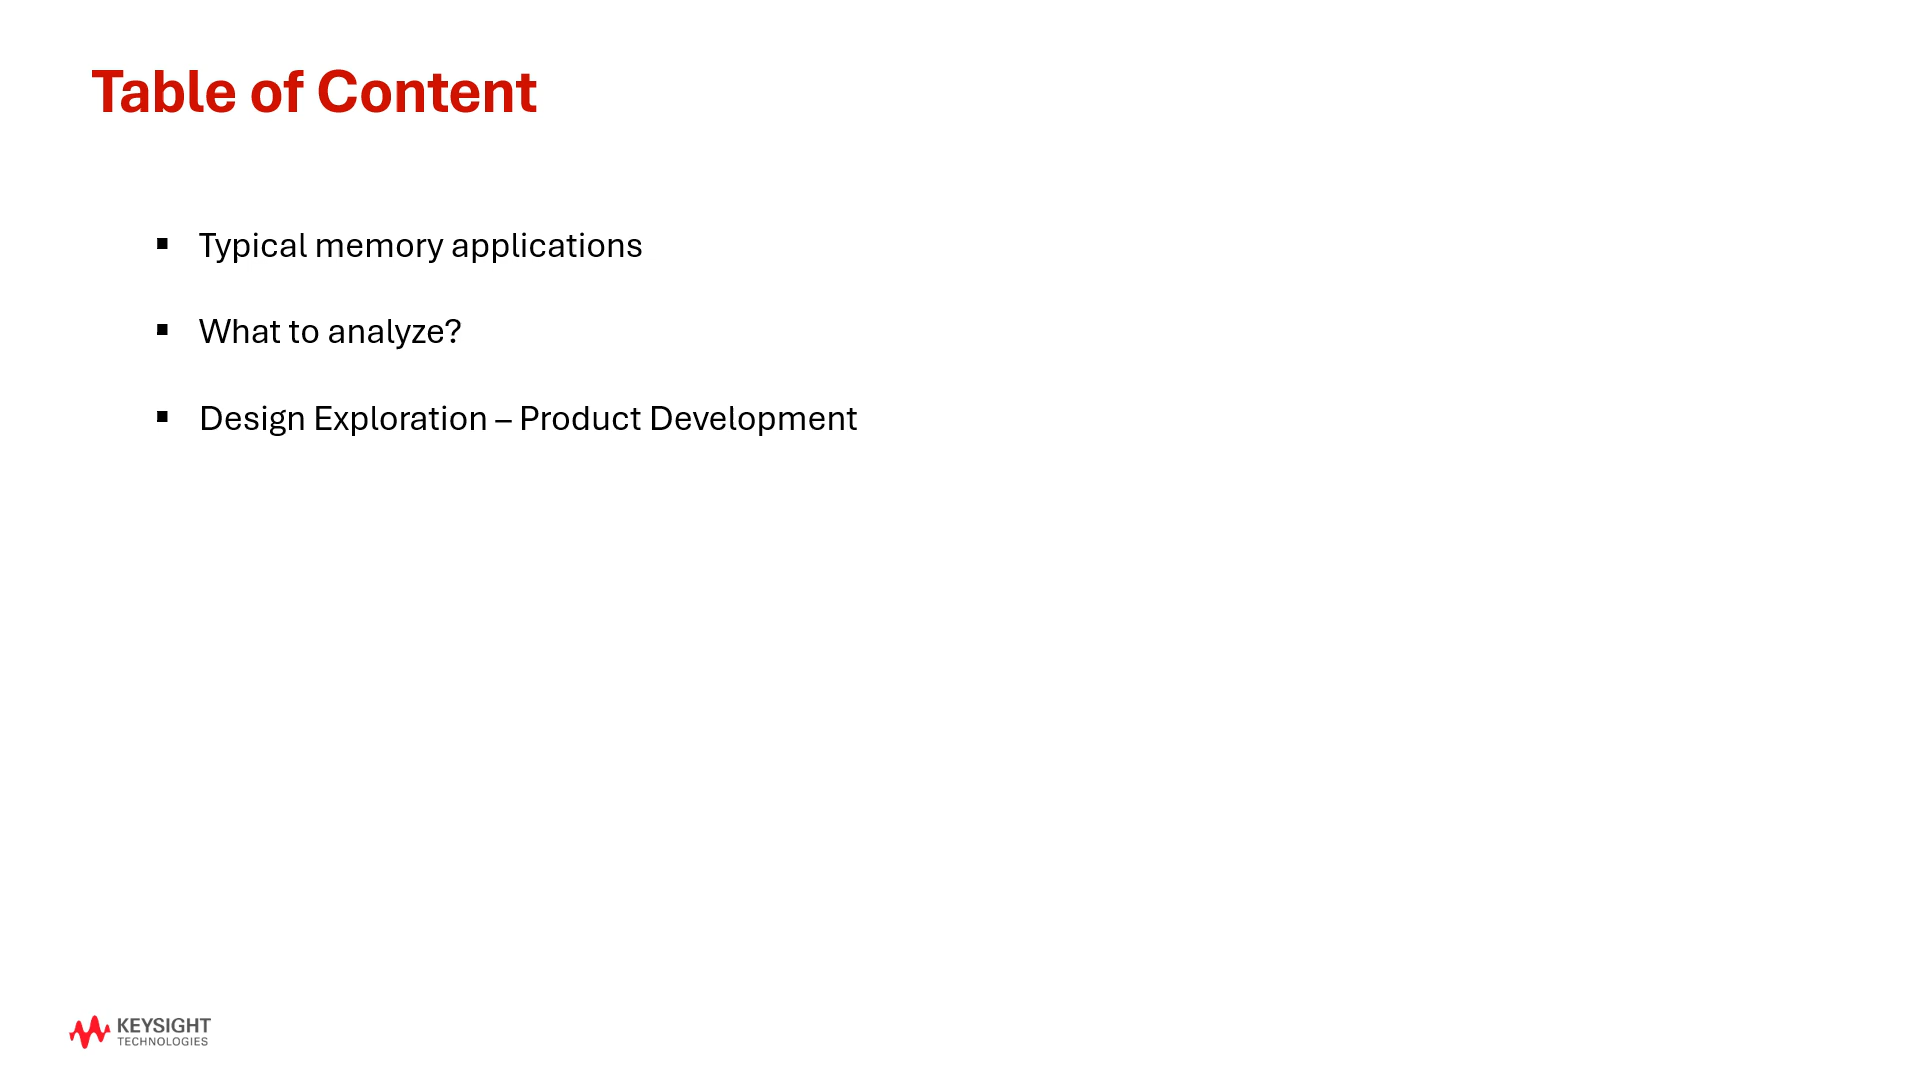 Table of Content
▪ Typical memory applications
▪ What to analyze?
▪ Design Exploration – Product Development
KEYSIGHT
TECHNOLOGIES